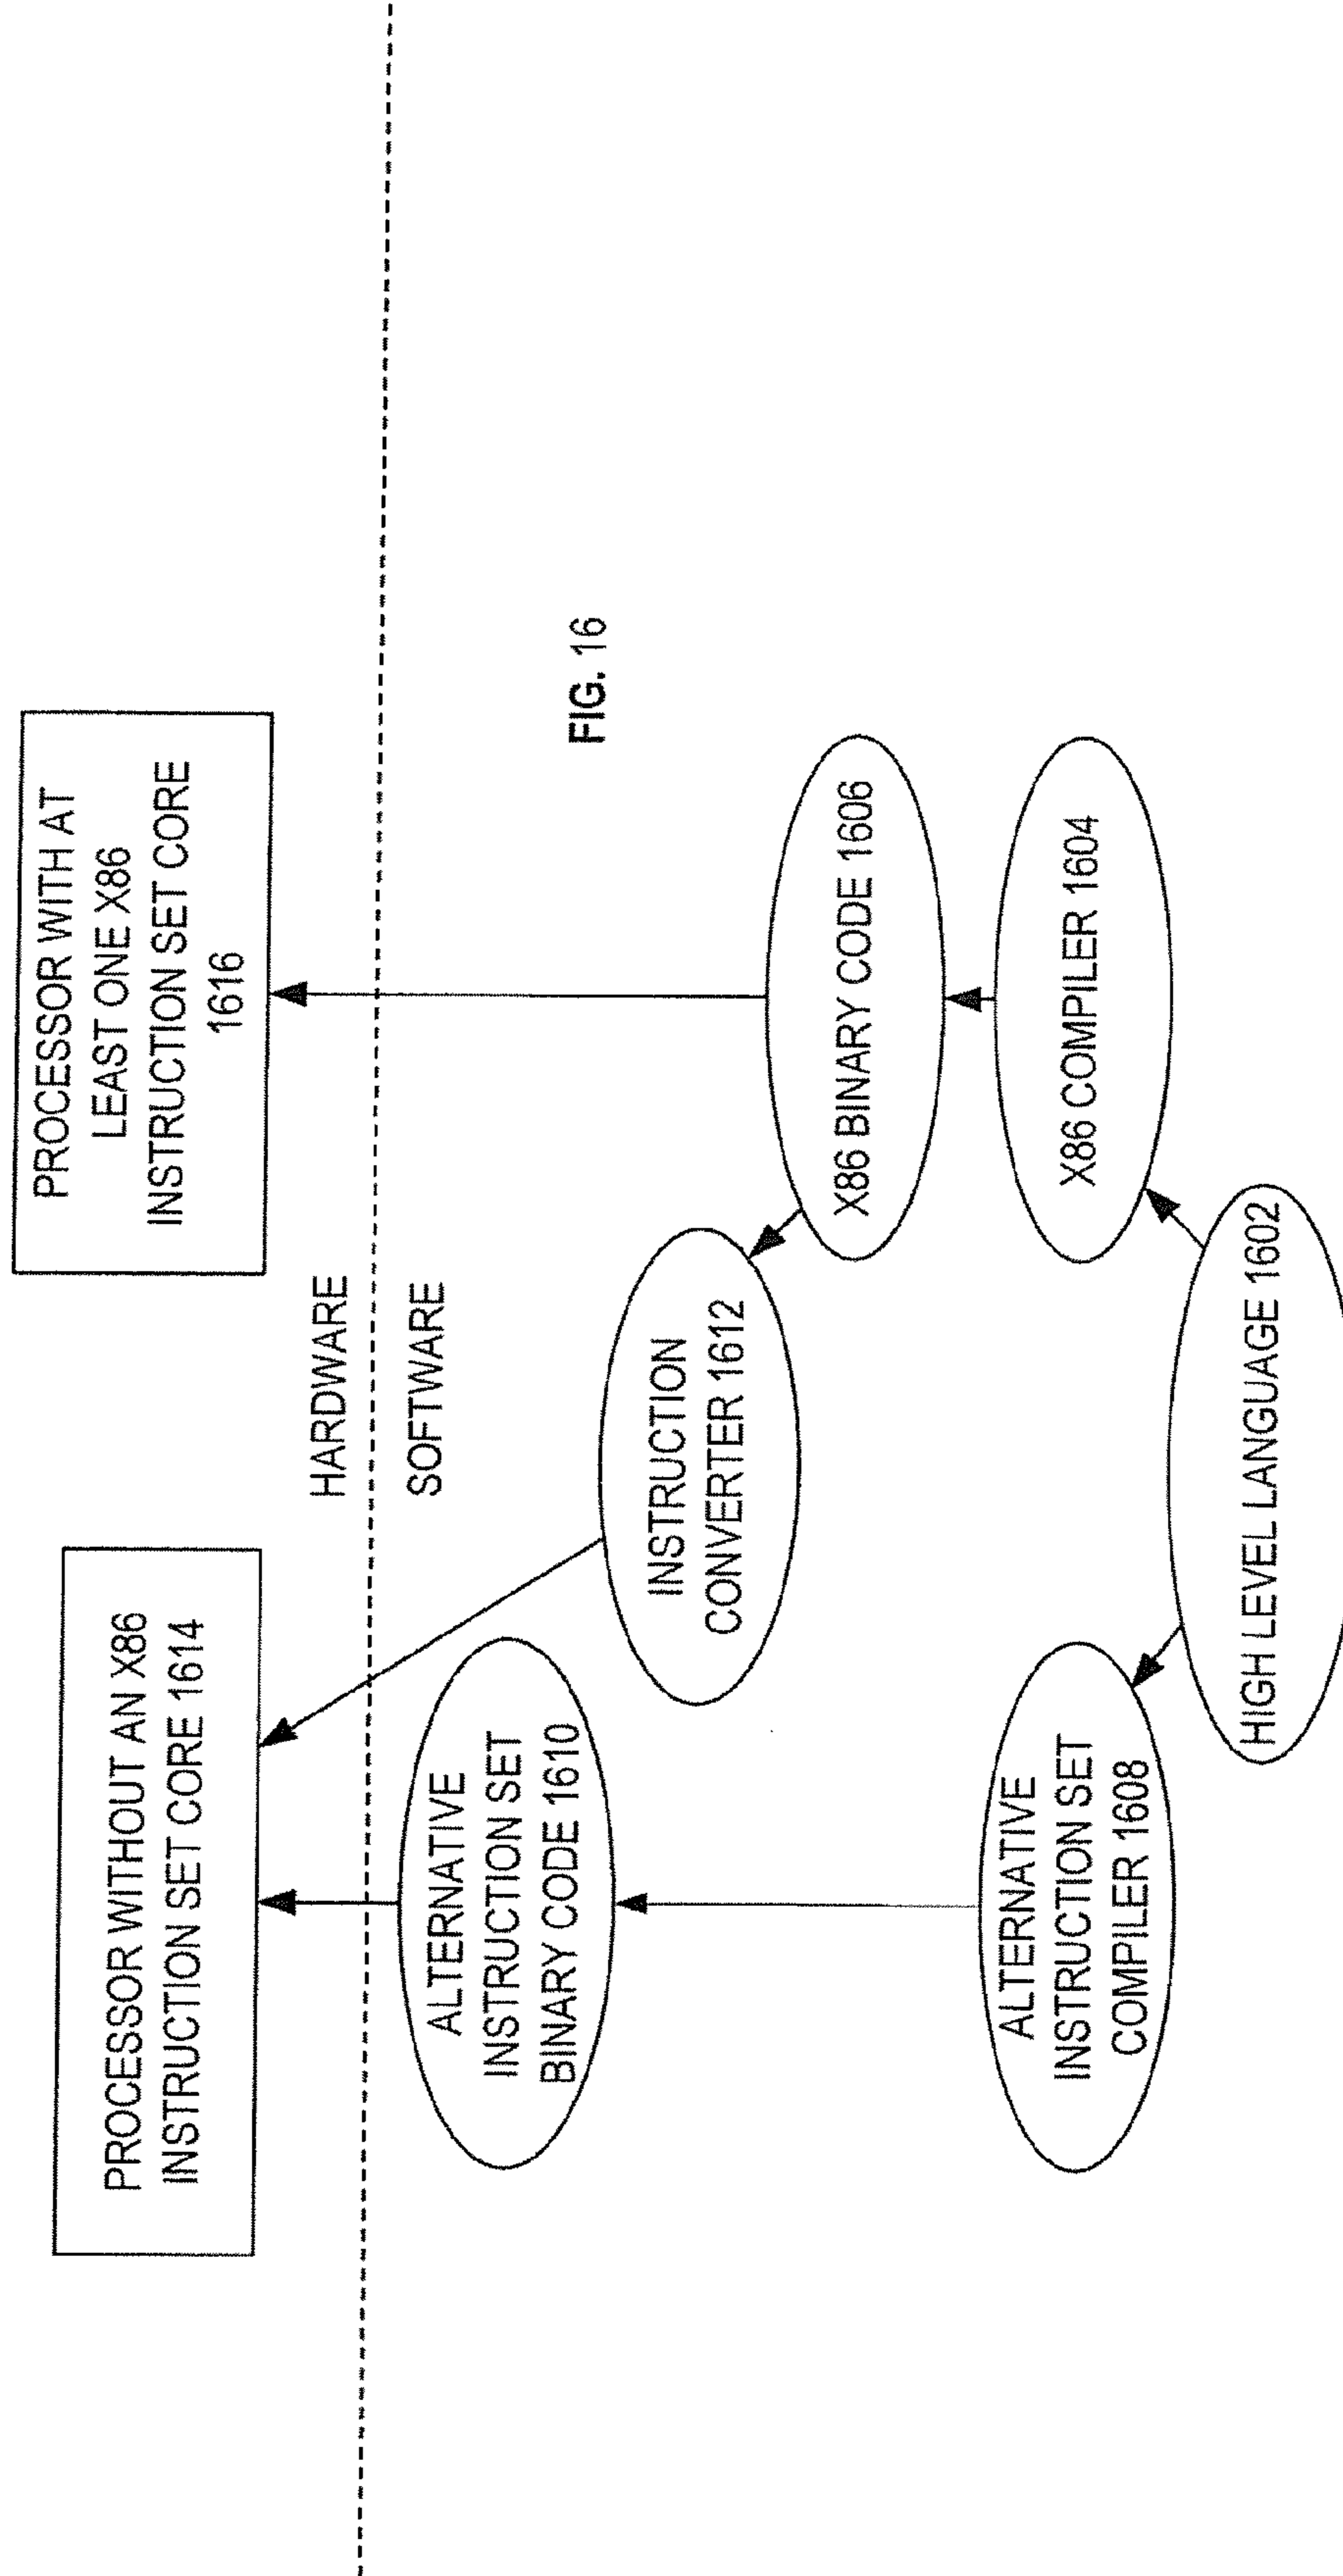 PROCESSOR WITHOUT AN X86
INSTRUCTION SET CORE 1614
PROCESSOR WITH AT
LEAST ONE X86
INSTRUCTION SET CORE
1616
HARDWARE
SOFTWARE
ALTERNATIVE
INSTRUCTION SET
BINARY CODE 1610
INSTRUCTION
CONVERTER 1612
FIG. 16
X86 BINARY CODE 1606
ALTERNATIVE
INSTRUCTION SET
COMPILER 1608
X86 COMPILER 1604
HIGH LEVEL LANGUAGE 1602